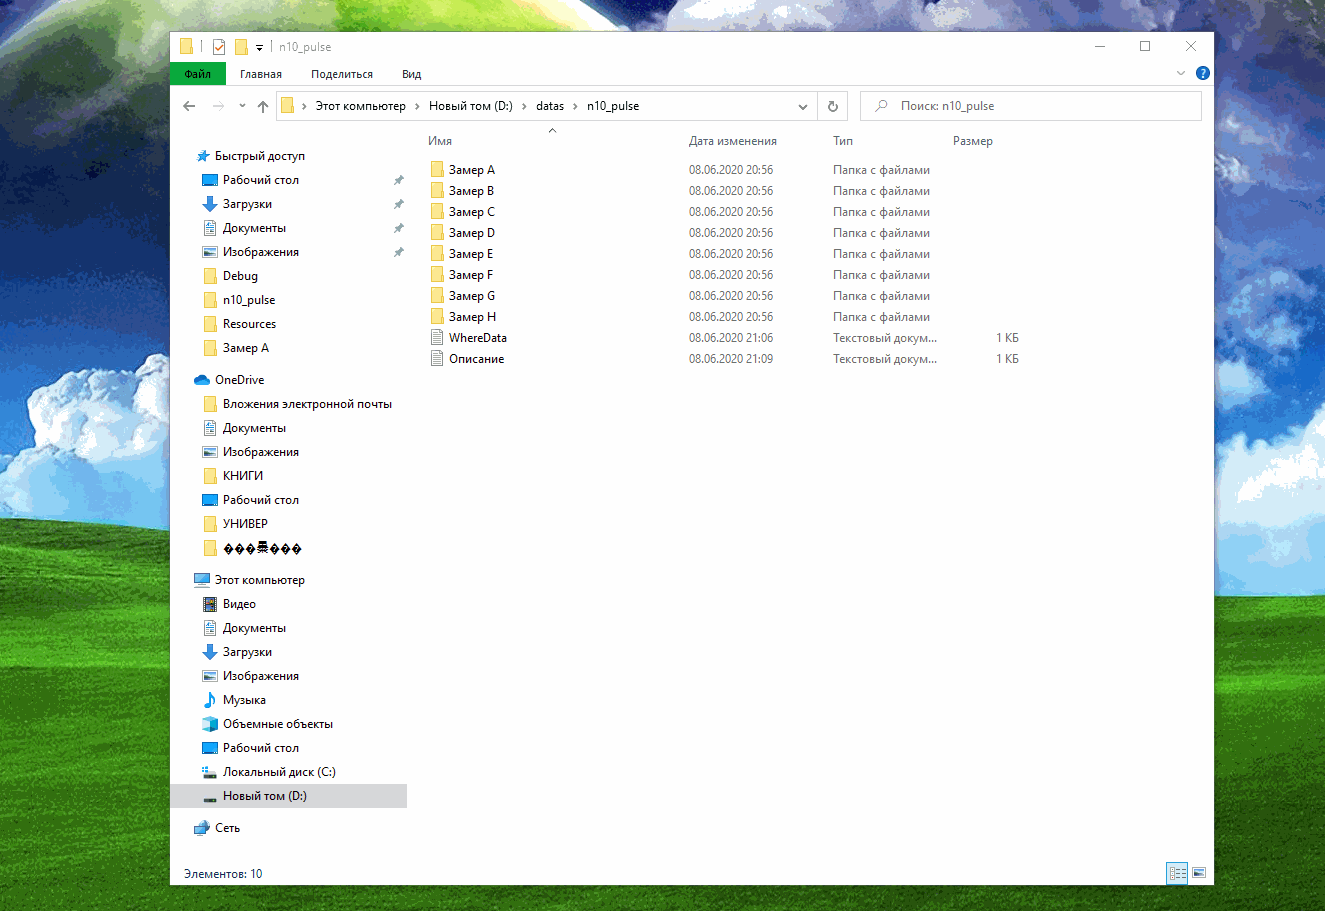 n10_pulse
Файл Главная Поделиться Вид
Этот компьютер Новый том (D:) datas n10_pulse
Поиск: n10_pulse
Имя Дата изменения Тип Размер
Замер A 08.06.2020 20:56 Папка с файлами
Замер B 08.06.2020 20:56 Папка с файлами
Замер C 08.06.2020 20:56 Папка с файлами
Замер D 08.06.2020 20:56 Папка с файлами
Замер E 08.06.2020 20:56 Папка с файлами
Замер F 08.06.2020 20:56 Папка с файлами
Замер G 08.06.2020 20:56 Папка с файлами
Замер H 08.06.2020 20:56 Папка с файлами
WhereData 08.06.2020 21:06 Текстовый докум... 1 КБ
Описание 08.06.2020 21:09 Текстовый докум... 1 КБ
Быстрый доступ
Рабочий стол
Загрузки
Документы
Изображения
Debug
n10_pulse
Resources
Замер A
OneDrive
Вложения электронной почты
Документы
Изображения
КНИГИ
Рабочий стол
УНИВЕР
Этот компьютер
Видео
Документы
Загрузки
Изображения
Музыка
Объемные объекты
Рабочий стол
Локальный диск (C:)
Новый том (D:)
Сеть
Элементов: 10